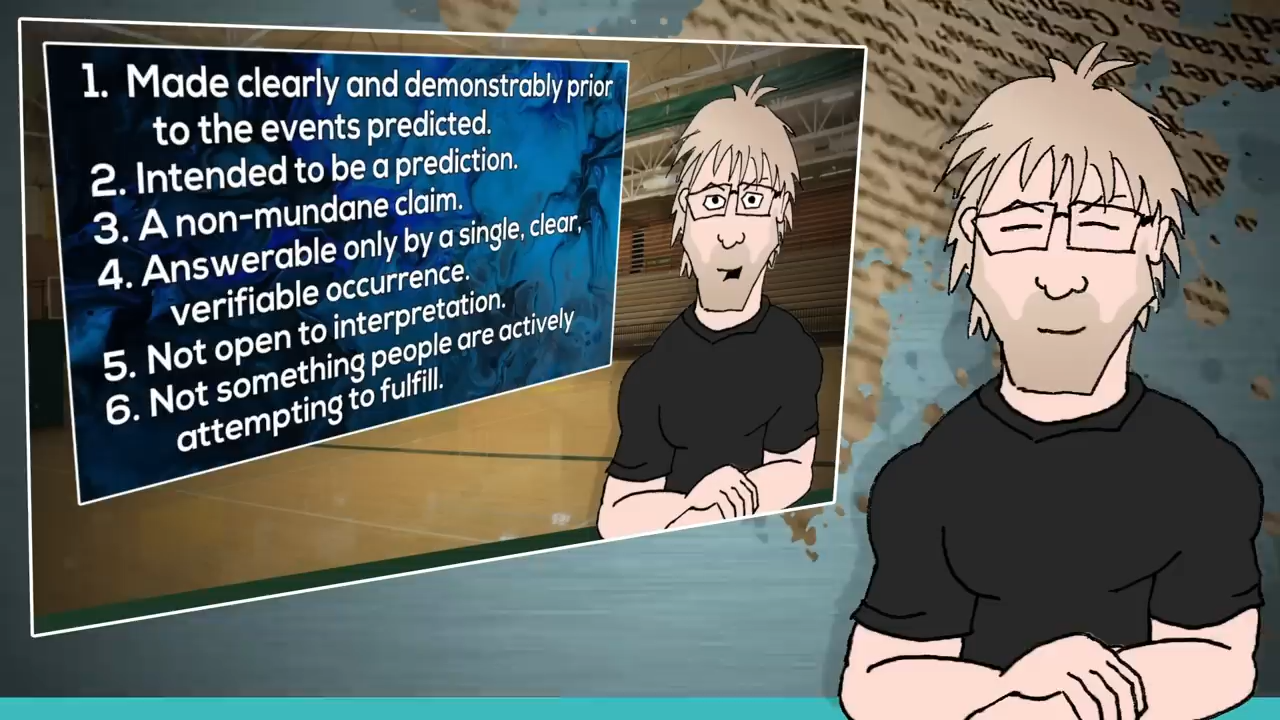 1. Made clearly and demonstrably prior
to the events predicted.
2. Intended to be a prediction.
3. A non-mundane claim.
4. Answerable only by a single, clear,
verifiable occurrence.
5. Not open to interpretation.
6. Not something people are actively
attempting to fulfill.